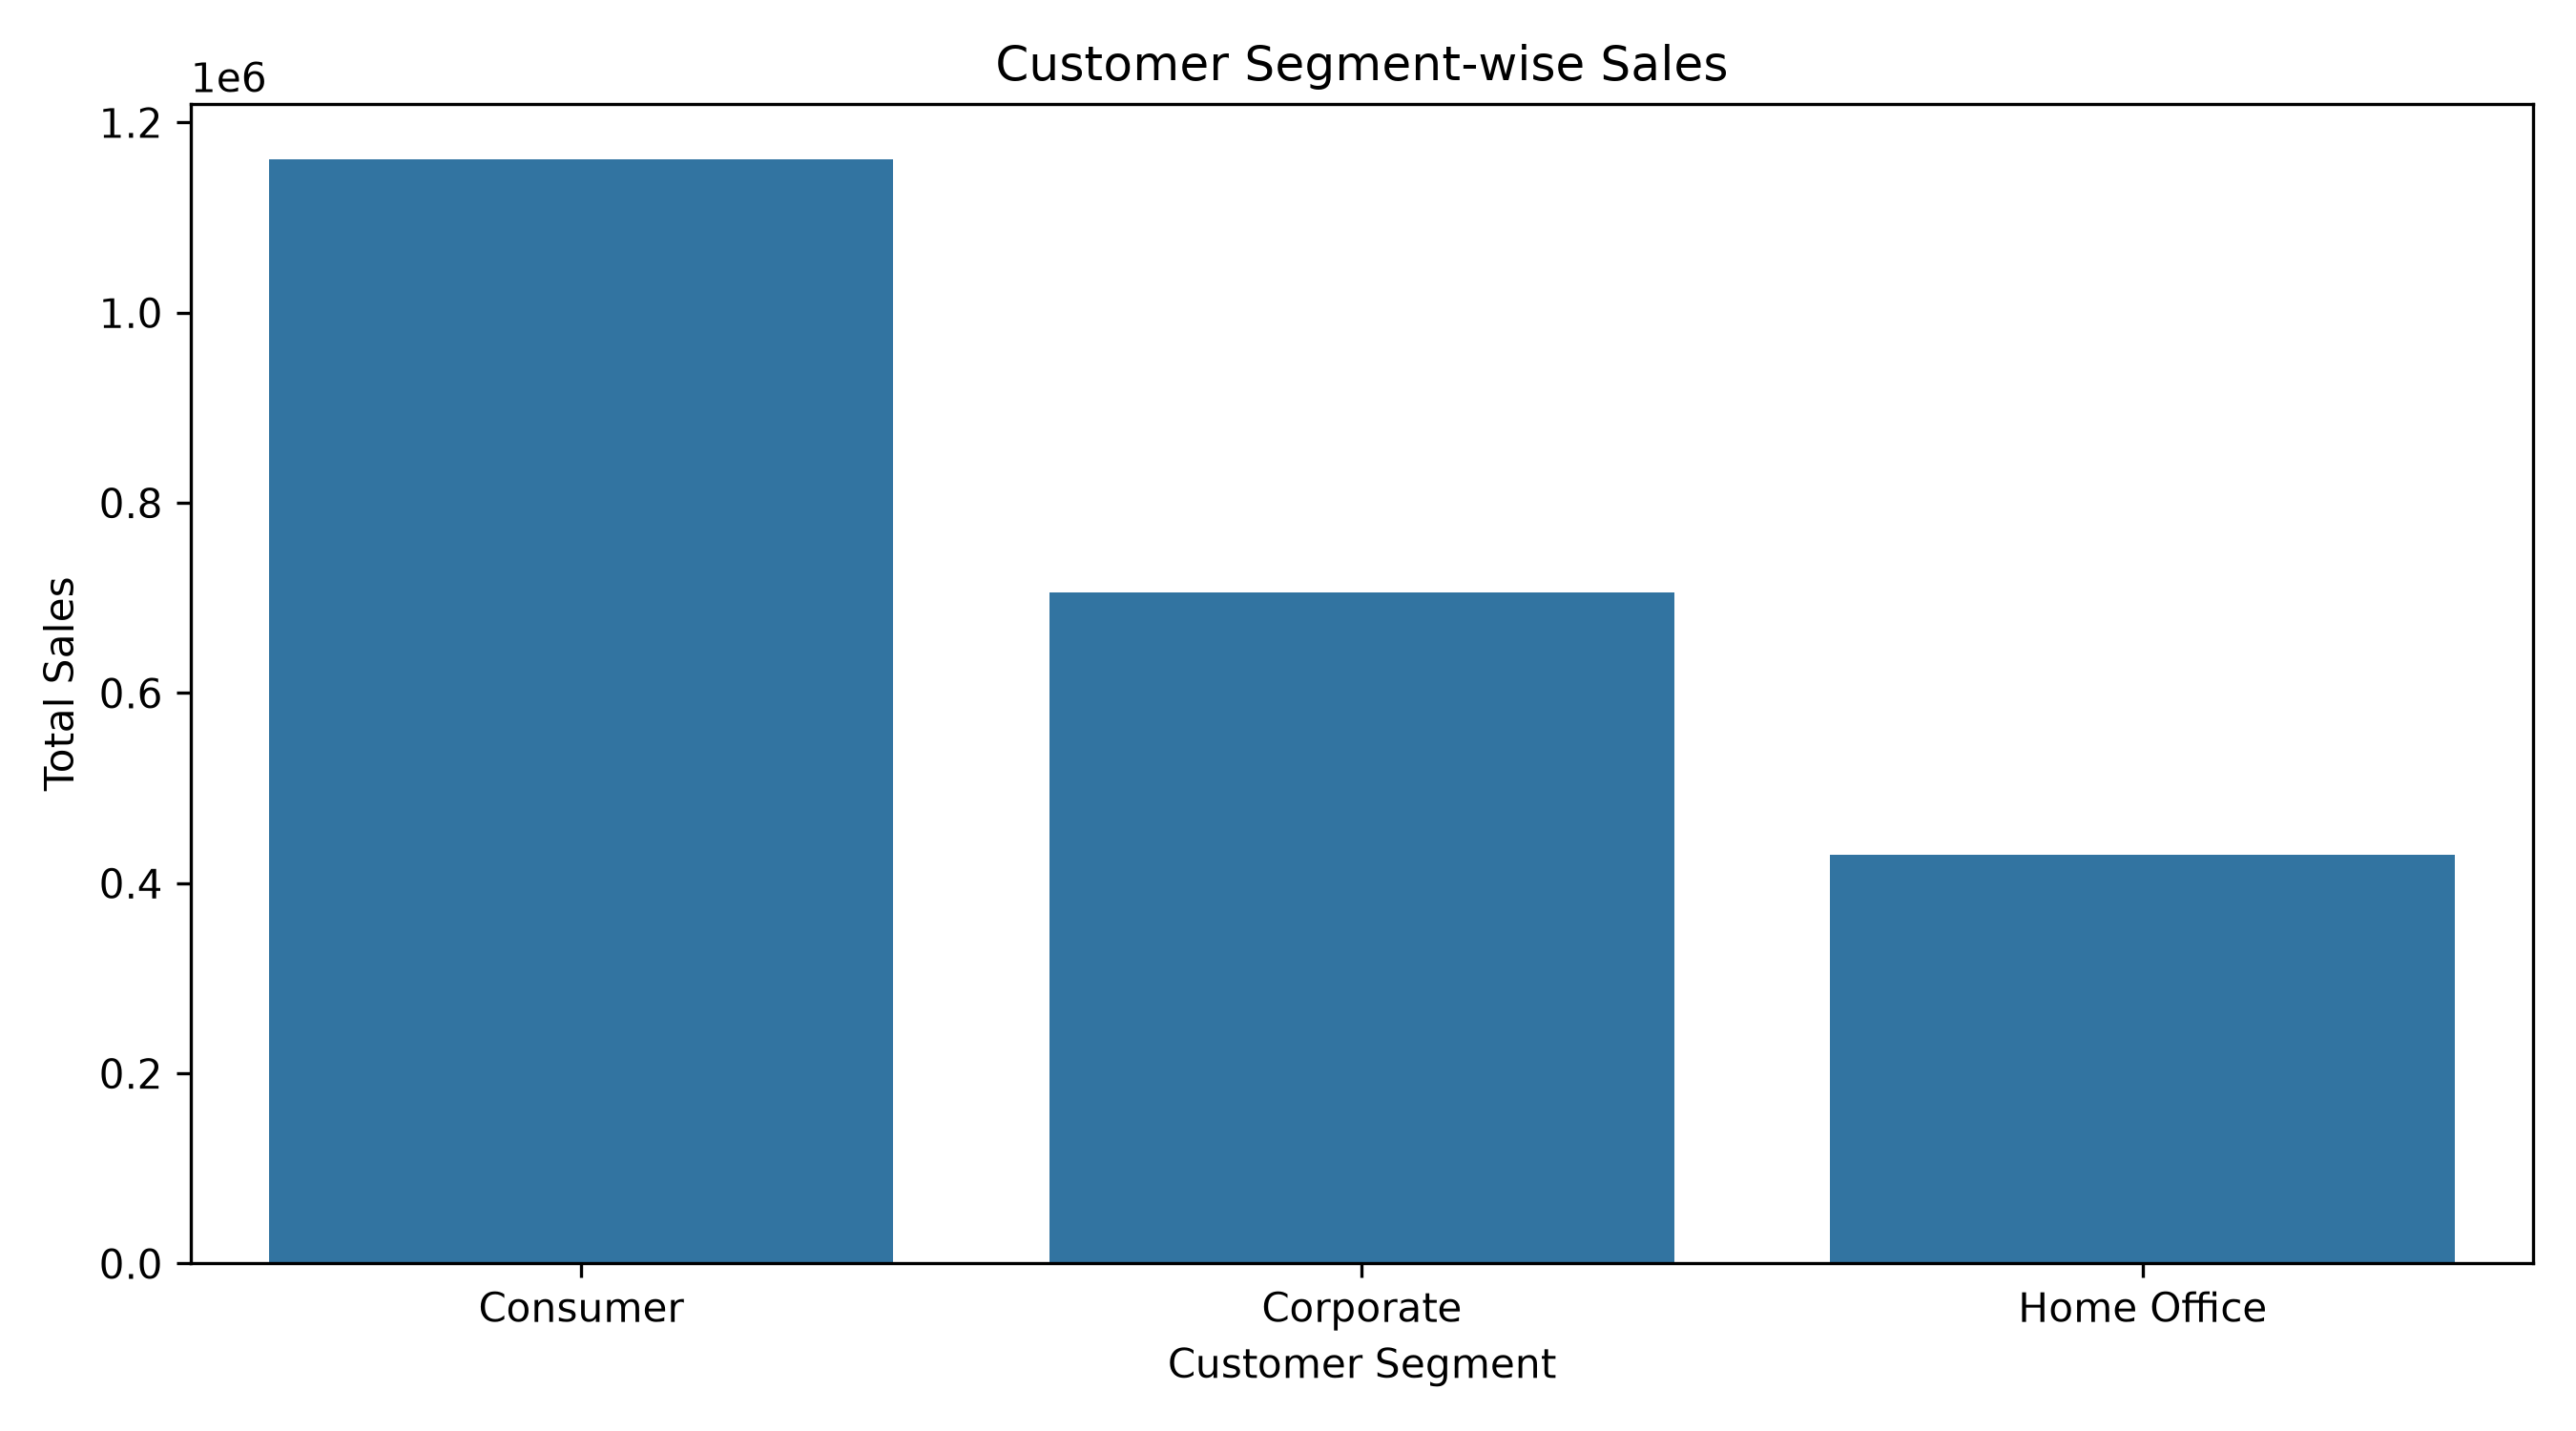 Customer Segment-wise Sales
1e6
1.2
1.0
0.8
0.6
0.4
0.2
0.0
Total Sales
Consumer
Corporate
Home Office
Customer Segment